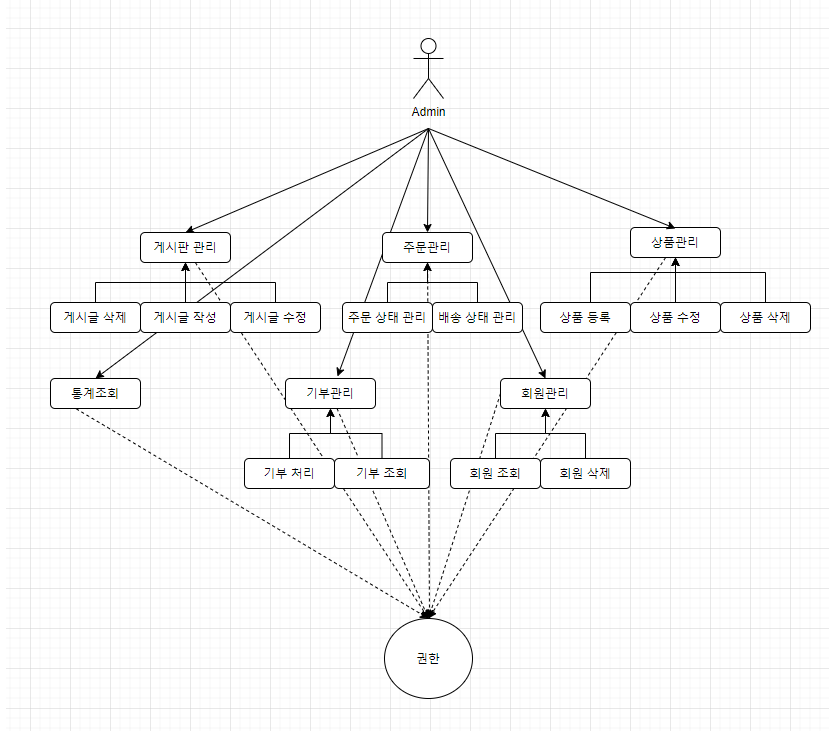 Admin
게시판 관리
주문관리
상품관리
게시글 삭제
게시글 작성
게시글 수정
주문 상태 관리
배송 상태 관리
상품 등록
상품 수정
상품 삭제
통계조회
기부관리
회원관리
기부 처리
기부 조회
회원 조회
회원 삭제
권한